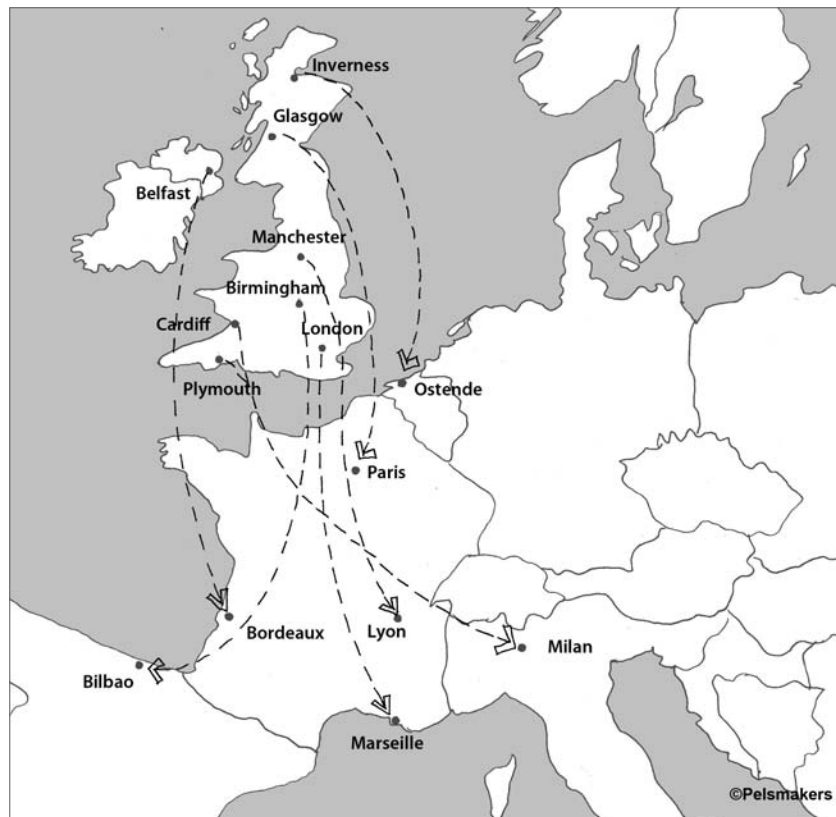 Inverness
Glasgow
Belfast
Manchester
Birmingham
Cardiff
London
Plymouth
Ostende
Paris
Bordeaux
Lyon
Milan
Bilbao
Marseille
©Pelsmakers